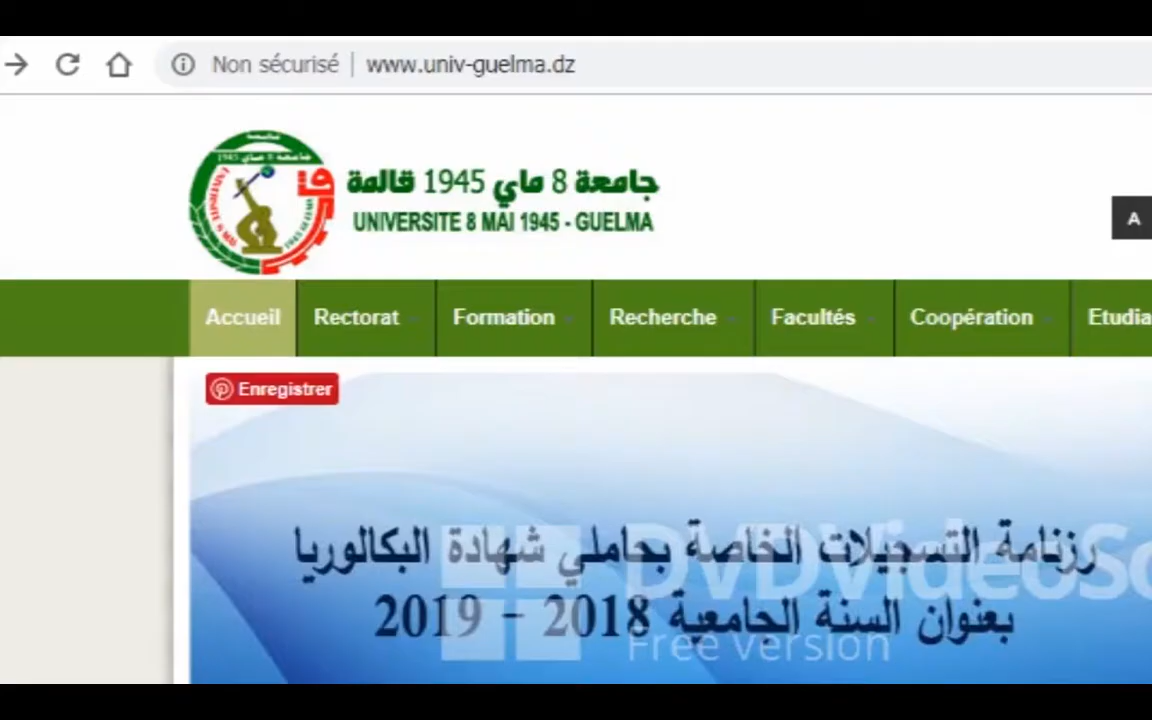 Non sécurisé | www.univ-guelma.dz
جامعة 8 ماي 1945 قالمة
UNIVERSITE 8 MAI 1945 - GUELMA
A
Accueil Rectorat Formation Recherche Facultés Coopération Etudia
Enregistrer
رزنامة التسجيلات الخاصة بحاملي شهادة البكالوريا
بعنوان السنة الجامعية 2018 - 2019
DVDVideoSo
Free version